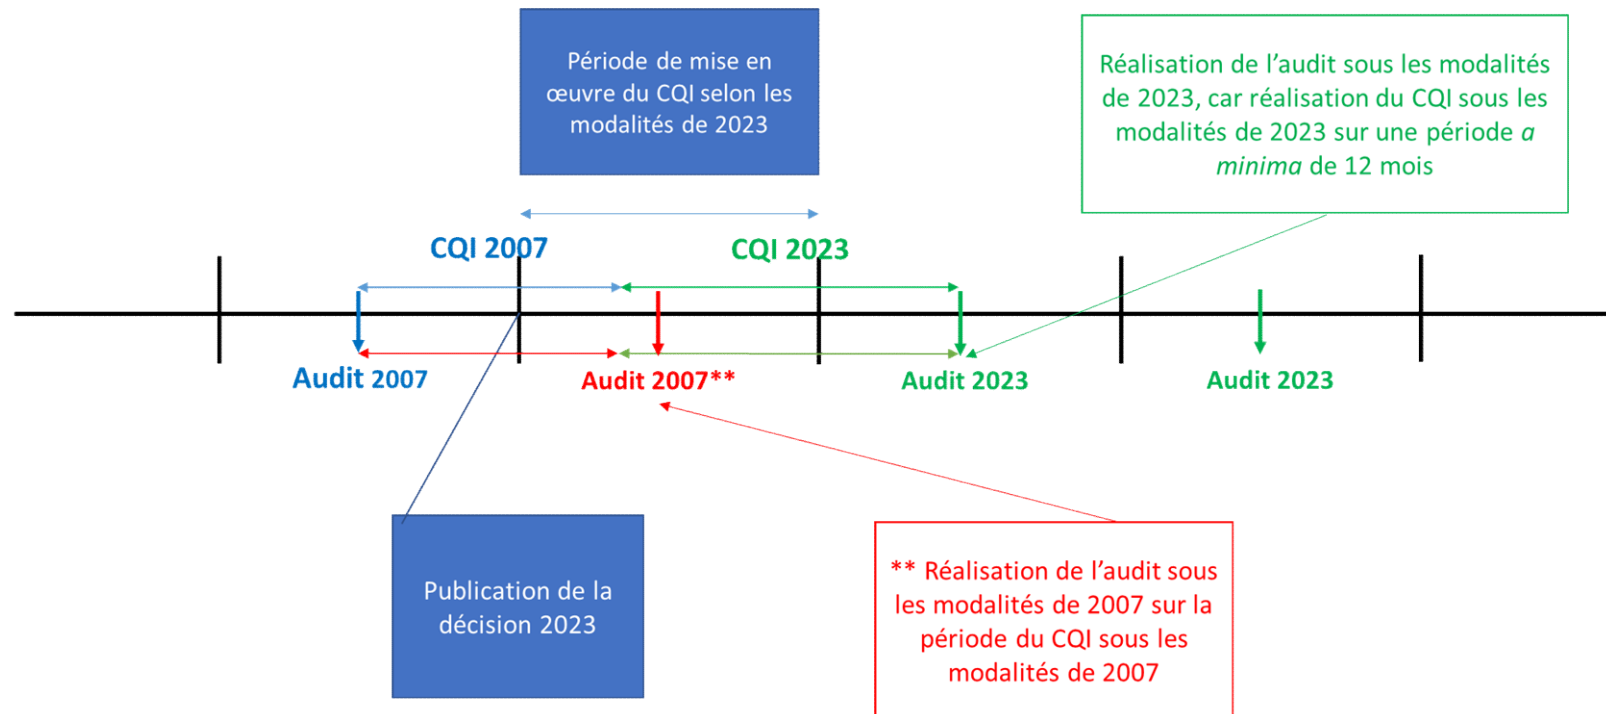 Période de mise en
œuvre du CQI selon les
modalités de 2023
Réalisation de l’audit sous les modalités
de 2023, car réalisation du CQI sous les
modalités de 2023 sur une période a
minima de 12 mois
CQI 2007
CQI 2023
Audit 2007
Audit 2007**
Audit 2023
Audit 2023
Publication de la
décision 2023
** Réalisation de l’audit sous
les modalités de 2007 sur la
période du CQI sous les
modalités de 2007